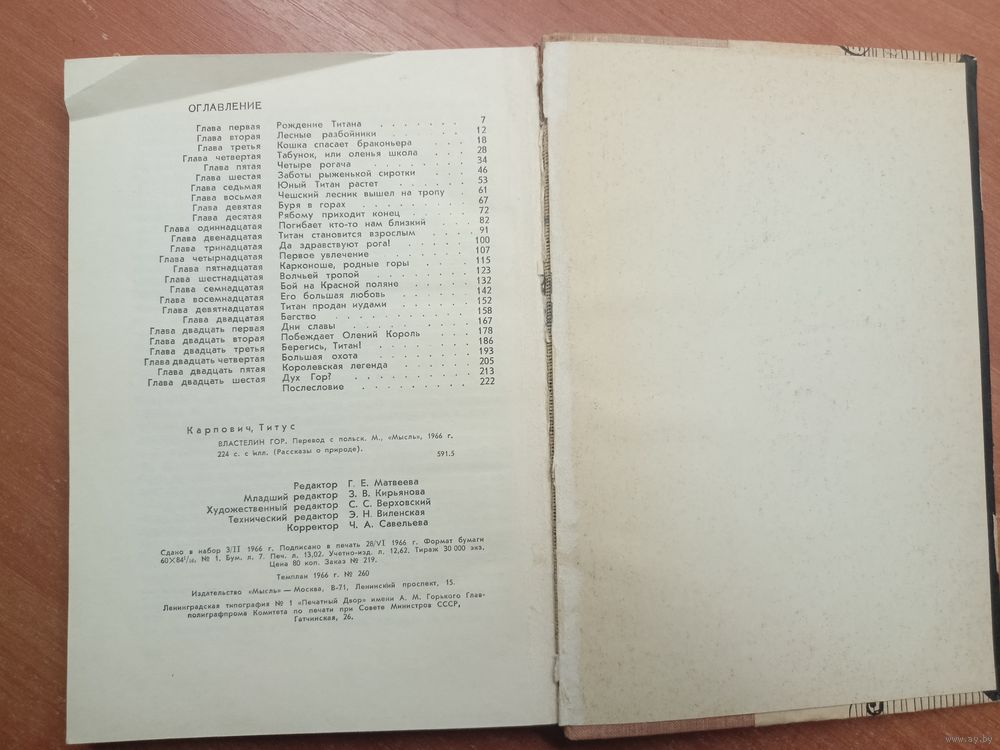 ОГЛАВЛЕНИЕ
Глава первая Рождение Титана . . . . . . . 7
Глава вторая Лесные разбойники . . . . . . 12
Глава третья Кошка спасает браконьера . . . 18
Глава четвертая Табунок, или оленья школа . . . 28
Глава пятая Четыре рогача . . . . . . . . 34
Глава шестая Заботы рыженькой сиротки . . . . 46
Глава седьмая Юный Титан растет . . . . . . 53
Глава восьмая Чешский лесник вышел на тропу . 61
Глава девятая Буря в горах . . . . . . . . 67
Глава десятая Рябому приходит конец . . . . . 72
Глава одиннадцатая Погибает кто-то нам близкий . . . 82
Глава двенадцатая Титан становится взрослым . . . . 91
Глава тринадцатая Да здравствуют рога! . . . . . 100
Глава четырнадцатая Первое увлечение . . . . . . 107
Глава пятнадцатая Карконоше, родные горы . . . . 115
Глава шестнадцатая Волчьей тропой . . . . . . . 123
Глава семнадцатая Бой на Красной поляне . . . . . 132
Глава восемнадцатая Его большая любовь . . . . . 142
Глава девятнадцатая Титан продан иудами . . . . . 152
Глава двадцатая Бегство . . . . . . . . . 158
Глава двадцать первая Дни славы . . . . . . . . 167
Глава двадцать вторая Побеждает Олений Король . . . . 178
Глава двадцать третья Берегись, Титан! . . . . . . 186
Глава двадцать четвертая Большая охота . . . . . . . 193
Глава двадцать пятая Королевская легенда . . . . . 205
Глава двадцать шестая Дух Гор? . . . . . . . . 213
Послесловие . . . . . . . . 222
Карпович, Титус
ВЛАСТЕЛИН ГОР. Перевод с польск. М., «Мысль», 1966 г.
224 с. с илл. (Рассказы о природе).
591.5
Редактор Г. Е. Матвеева
Младший редактор З. В. Кирьянова
Художественный редактор С. С. Верховский
Технический редактор Э. Н. Виленская
Корректор Ч. А. Савельева
Сдано в набор 3/II 1966 г. Подписано в печать 28/VI 1966 г. Формат бумаги
60×84¹/₁₆, № 1. Бум. л. 7. Печ. л. 13,02. Учетно-изд. л. 12,62. Тираж 30 000 экз.
Цена 80 коп. Заказ № 219.
Темплан 1966 г. № 260
Издательство «Мысль» — Москва, В-71, Ленинский проспект, 15.
Ленинградская типография № 1 «Печатный Двор» имени А. М. Горького Глав-
полиграфпрома Комитета по печати при Совете Министров СССР,
Гатчинская, 26.
www.ay.by